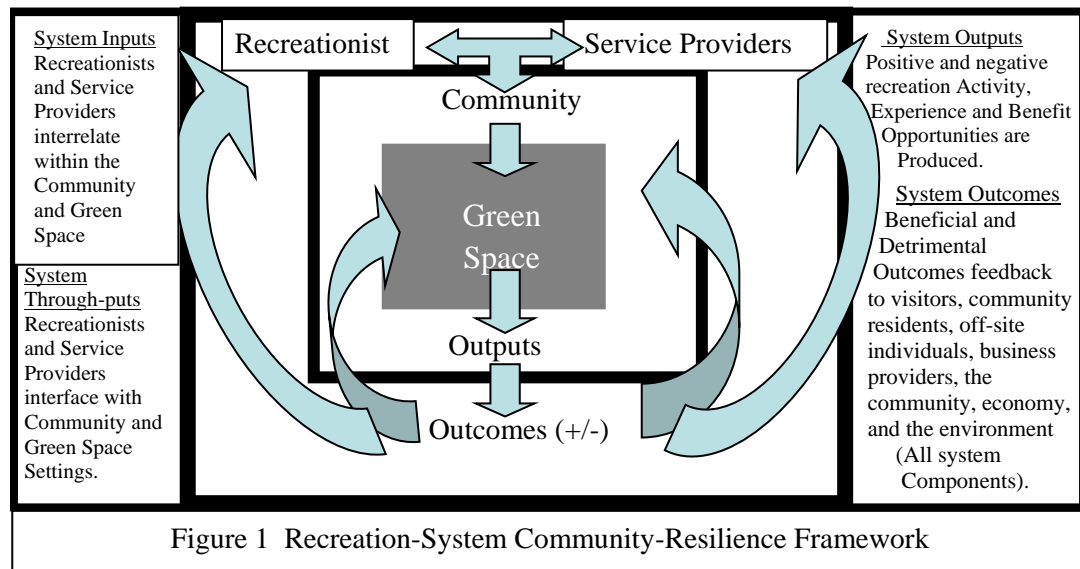 System Inputs
Recreationists
and Service
Providers
interrelate
within the
Community
and Green
Space
System
Through-puts
Recreationists
and Service
Providers
interface with
Community and
Green Space
Settings.
Recreationist
Service Providers
Community
Green
Space
Outputs
Outcomes (+/-)
System Outputs
Positive and negative
recreation Activity,
Experience and Benefit
Opportunities are
Produced.
System Outcomes
Beneficial and
Detrimental
Outcomes feedback
to visitors, community
residents, off-site
individuals, business
providers, the
community, economy,
and the environment
(All system
Components).
Figure 1 Recreation-System Community-Resilience Framework